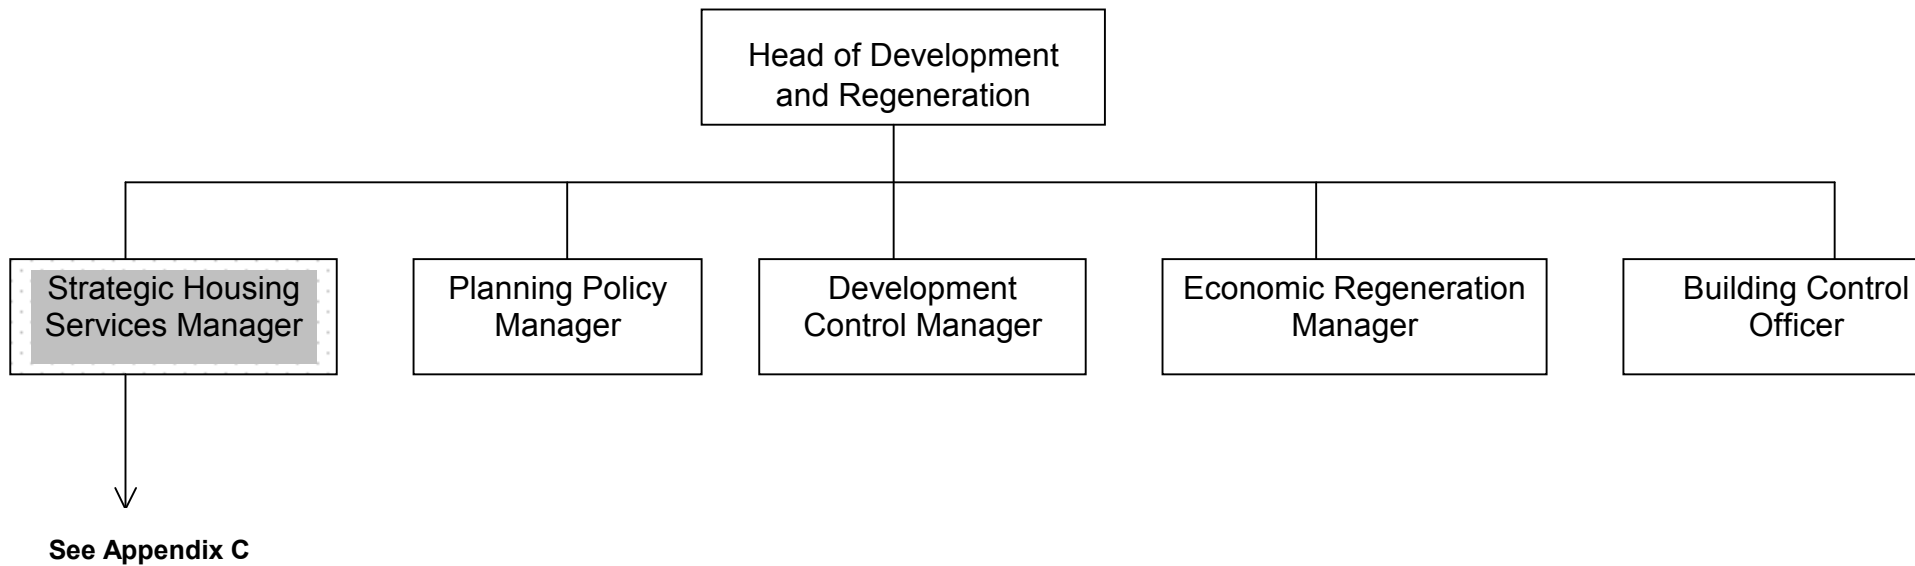 Head of Development
and Regeneration
Strategic Housing
Services Manager
Planning Policy
Manager
Development
Control Manager
Economic Regeneration
Manager
Building Control
Officer
See Appendix C